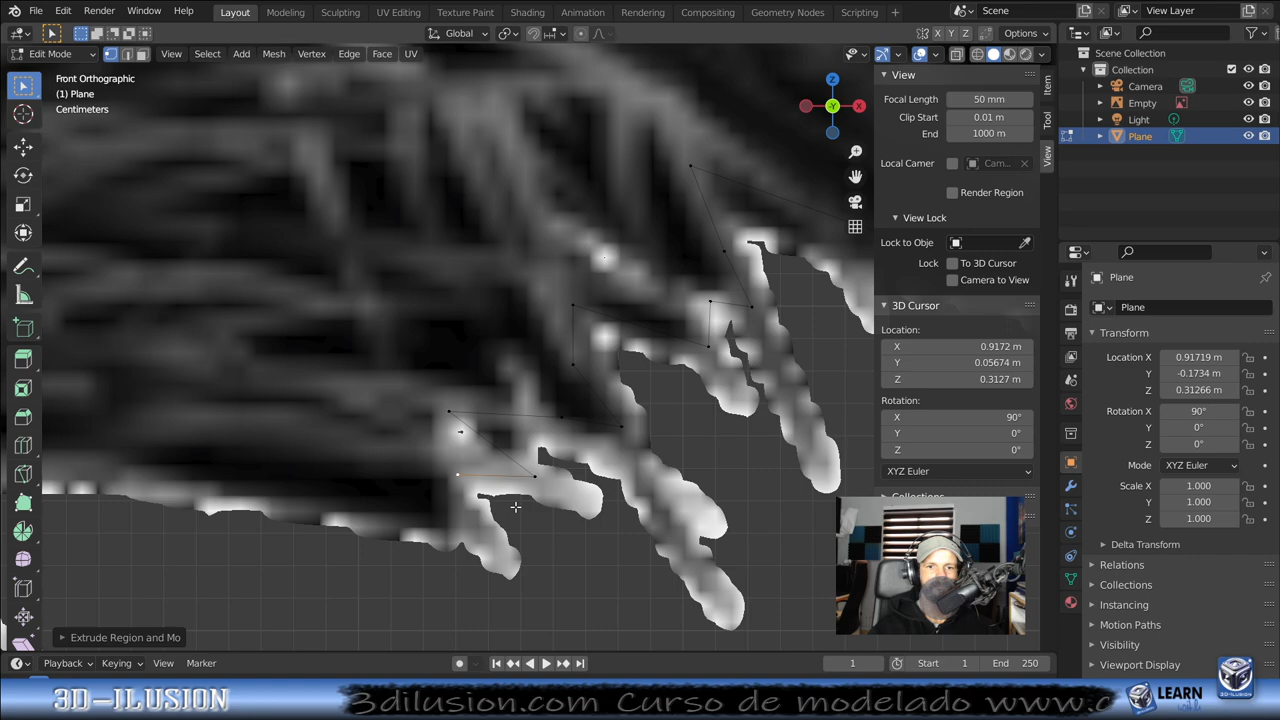 File Edit Render Window Help Layout Modeling Sculpting UV Editing Texture Paint Shading Animation Rendering Compositing Geometry Nodes Scripting + Scene View Layer
Global Options
X Y Z
Edit Mode View Select Add Mesh Vertex Edge Face UV
Front Orthographic
(1) Plane
Centimeters
Z
X
-Y
View
Focal Length 50 mm
Clip Start 0.01 m
End 1000 m
Local Camer Cam...
Render Region
View Lock
Lock to Obje
Lock To 3D Cursor
Camera to View
3D Cursor
Location:
X 0.9172 m
Y 0.05674 m
Z 0.3127 m
Rotation:
X 90°
Y 0°
Z 0°
XYZ Euler
Item
Tool
View
Scene Collection
Collection
Camera
Empty
Light
Plane
Plane
Plane
Transform
Location X 0.91719 m
Y -0.1734 m
Z 0.31266 m
Rotation X 90°
Y 0°
Z 0°
Mode XYZ Euler
Scale X 1.000
Y 1.000
Z 1.000
Delta Transform
Relations
Collections
Instancing
Motion Paths
Visibility
Viewport Display
Extrude Region and Mo
Playback Keying View Marker 1 Start 1 End 250
3D-ILUSION
3dilusion.com Curso de modelado www.c
LEARN
3D-ILUSION